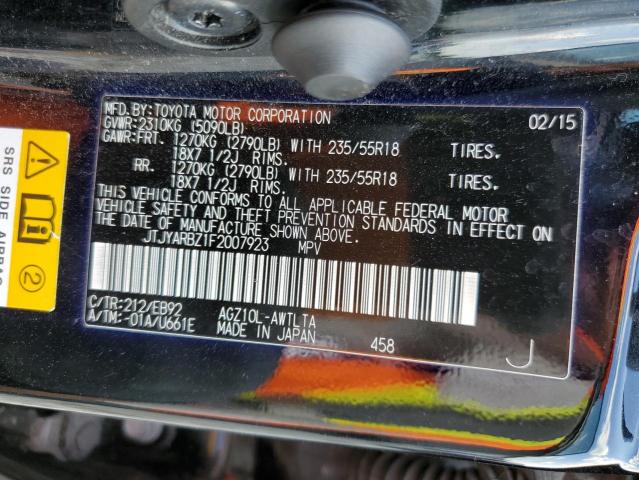 MFD.BY:TOYOTA MOTOR CORPORATION 02/15
GVWR:2310KG (5090LB)
GAWR:FRT. 1270KG (2790LB) WITH 235/55R18 TIRES.
18X7 1/2J RIMS.
RR. 1270KG (2790LB) WITH 235/55R18 TIRES.
18X7 1/2J RIMS.
THIS VEHICLE CONFORMS TO ALL APPLICABLE FEDERAL MOTOR
VEHICLE SAFETY AND THEFT PREVENTION STANDARDS IN EFFECT ON
THE DATE OF MANUFACTURE SHOWN ABOVE.
JTJYARBZ1F2007923 MPV
C/TR:212/EB92 AGZ10L-AWTLTA
A/TM:-01A/U661E MADE IN JAPAN 458 J
SRS SIDE AIRBAG
2